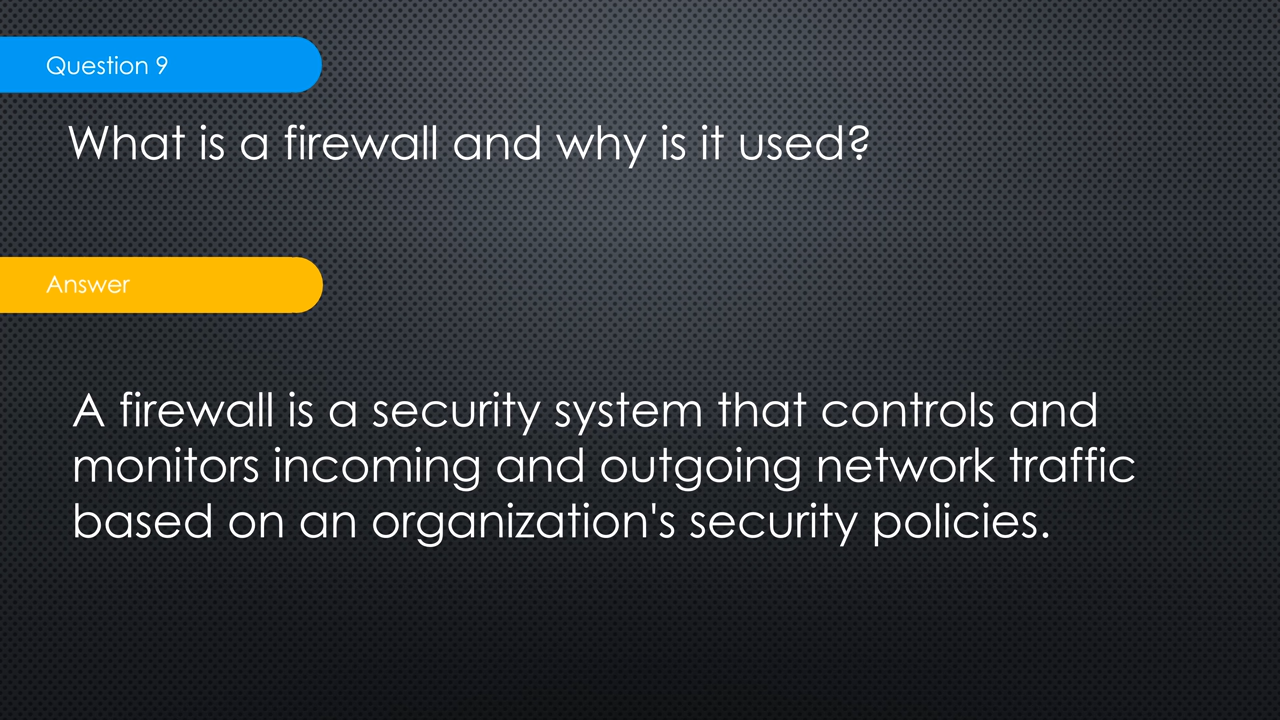 Question 9
What is a firewall and why is it used?
Answer
A firewall is a security system that controls and
monitors incoming and outgoing network traffic
based on an organization's security policies.